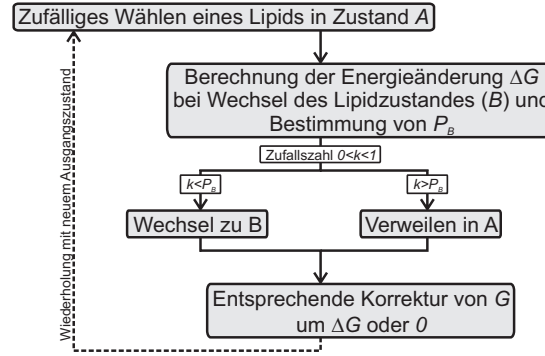 Zufälliges Wählen eines Lipids in Zustand A
Berechnung der Energieänderung ΔG
bei Wechsel des Lipidzustandes (B) und
Bestimmung von P_B
Zufallszahl 0<k<1
k<P_B
k>P_B
Wechsel zu B
Verweilen in A
Entsprechende Korrektur von G
um ΔG oder 0
Wiederholung mit neuem Ausgangszustand